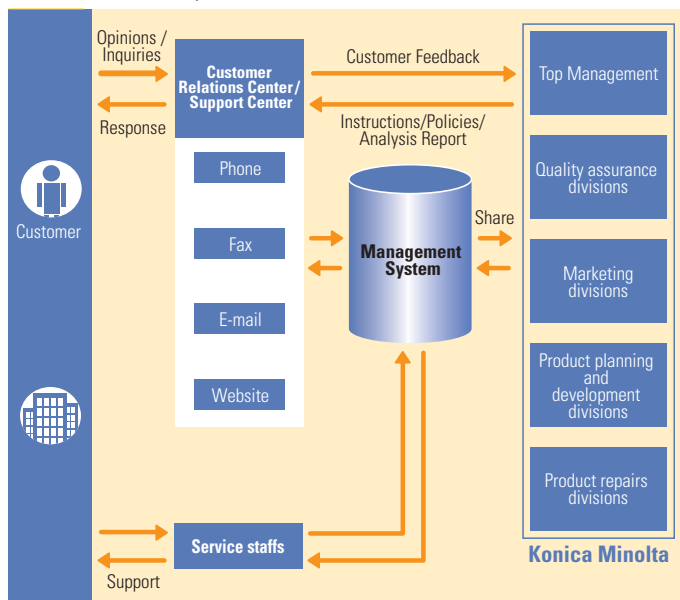 Opinions /
Inquiries
Response
Customer
Customer
Relations Center/
Support Center
Phone
Fax
E-mail
Website
Customer Feedback
Instructions/Policies/
Analysis Report
Management
System
Share
Top Management
Quality assurance
divisions
Marketing
divisions
Product planning
and
development
divisions
Product repairs
divisions
Konica Minolta
Service staffs
Support